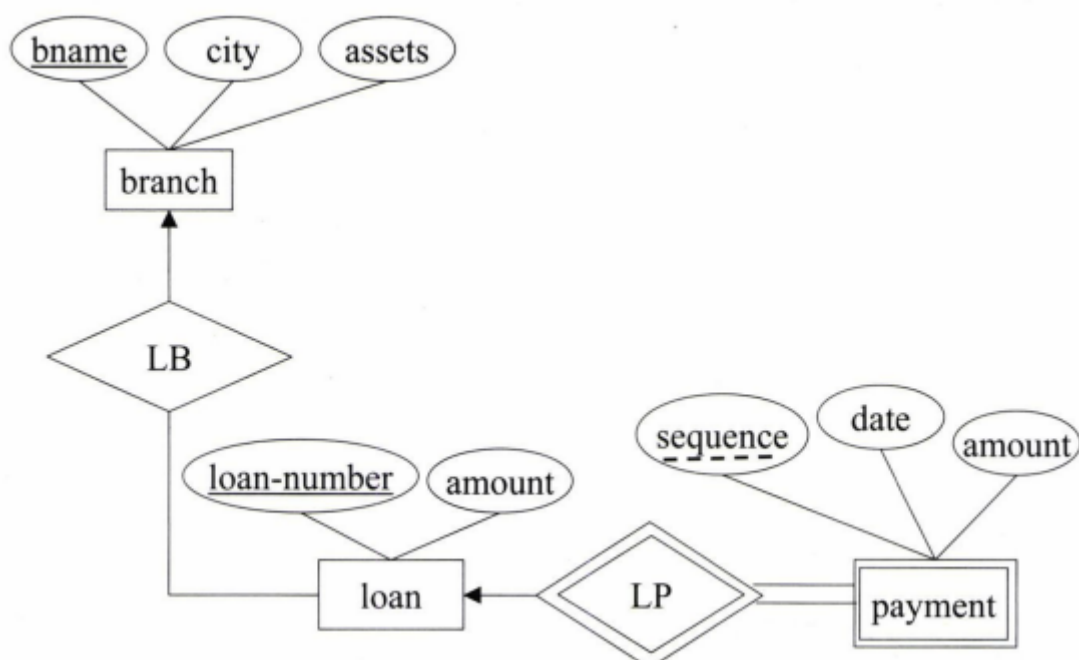 bname city assets
branch
LB
sequence date amount
loan-number amount
loan LP payment